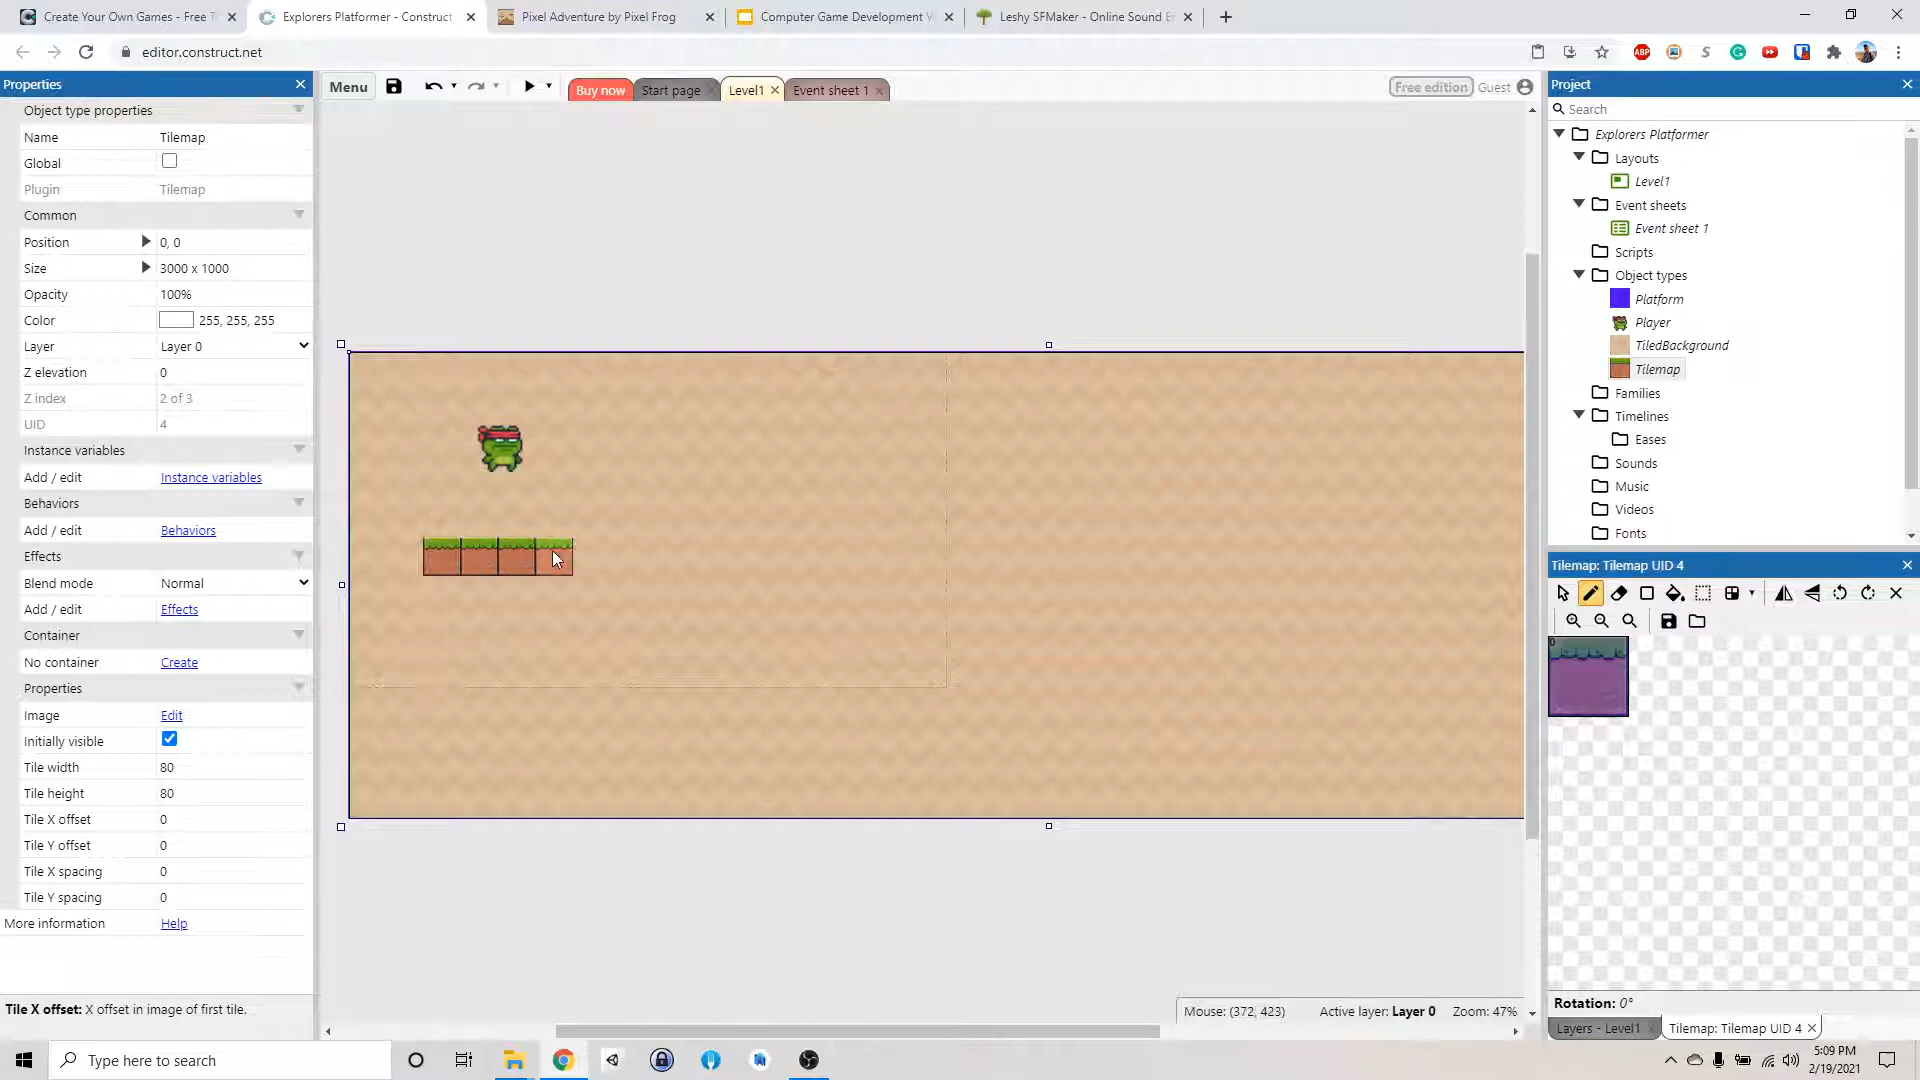 Create Your Own Games - Free T
Explorers Platformer - Construct
Pixel Adventure by Pixel Frog
Computer Game Development
Leshy SFMaker - Online Sound E
editor.construct.net
ABP
Properties
Menu
Buy now
Start page
Level1
Event sheet 1
Free edition
Guest
Project
Object type properties
Name
Tilemap
Global
Plugin
Tilemap
Common
Position
0, 0
Size
3000 x 1000
Opacity
100%
Color
255, 255, 255
Layer
Layer 0
Z elevation
0
Z index
2 of 3
UID
4
Instance variables
Add / edit
Instance variables
Behaviors
Add / edit
Behaviors
Effects
Blend mode
Normal
Add / edit
Effects
Container
No container
Create
Properties
Image
Edit
Initially visible
Tile width
80
Tile height
80
Tile X offset
0
Tile Y offset
0
Tile X spacing
0
Tile Y spacing
0
More information
Help
Tile X offset: X offset in image of first tile.
Search
Explorers Platformer
Layouts
Level1
Event sheets
Event sheet 1
Scripts
Object types
Platform
Player
TiledBackground
Tilemap
Families
Timelines
Eases
Sounds
Music
Videos
Fonts
Tilemap: Tilemap UID 4
0
Rotation: 0°
Layers - Level1
Tilemap: Tilemap UID 4
Mouse: (372, 423)
Active layer: Layer 0
Zoom: 47%
Type here to search
5:09 PM
2/19/2021